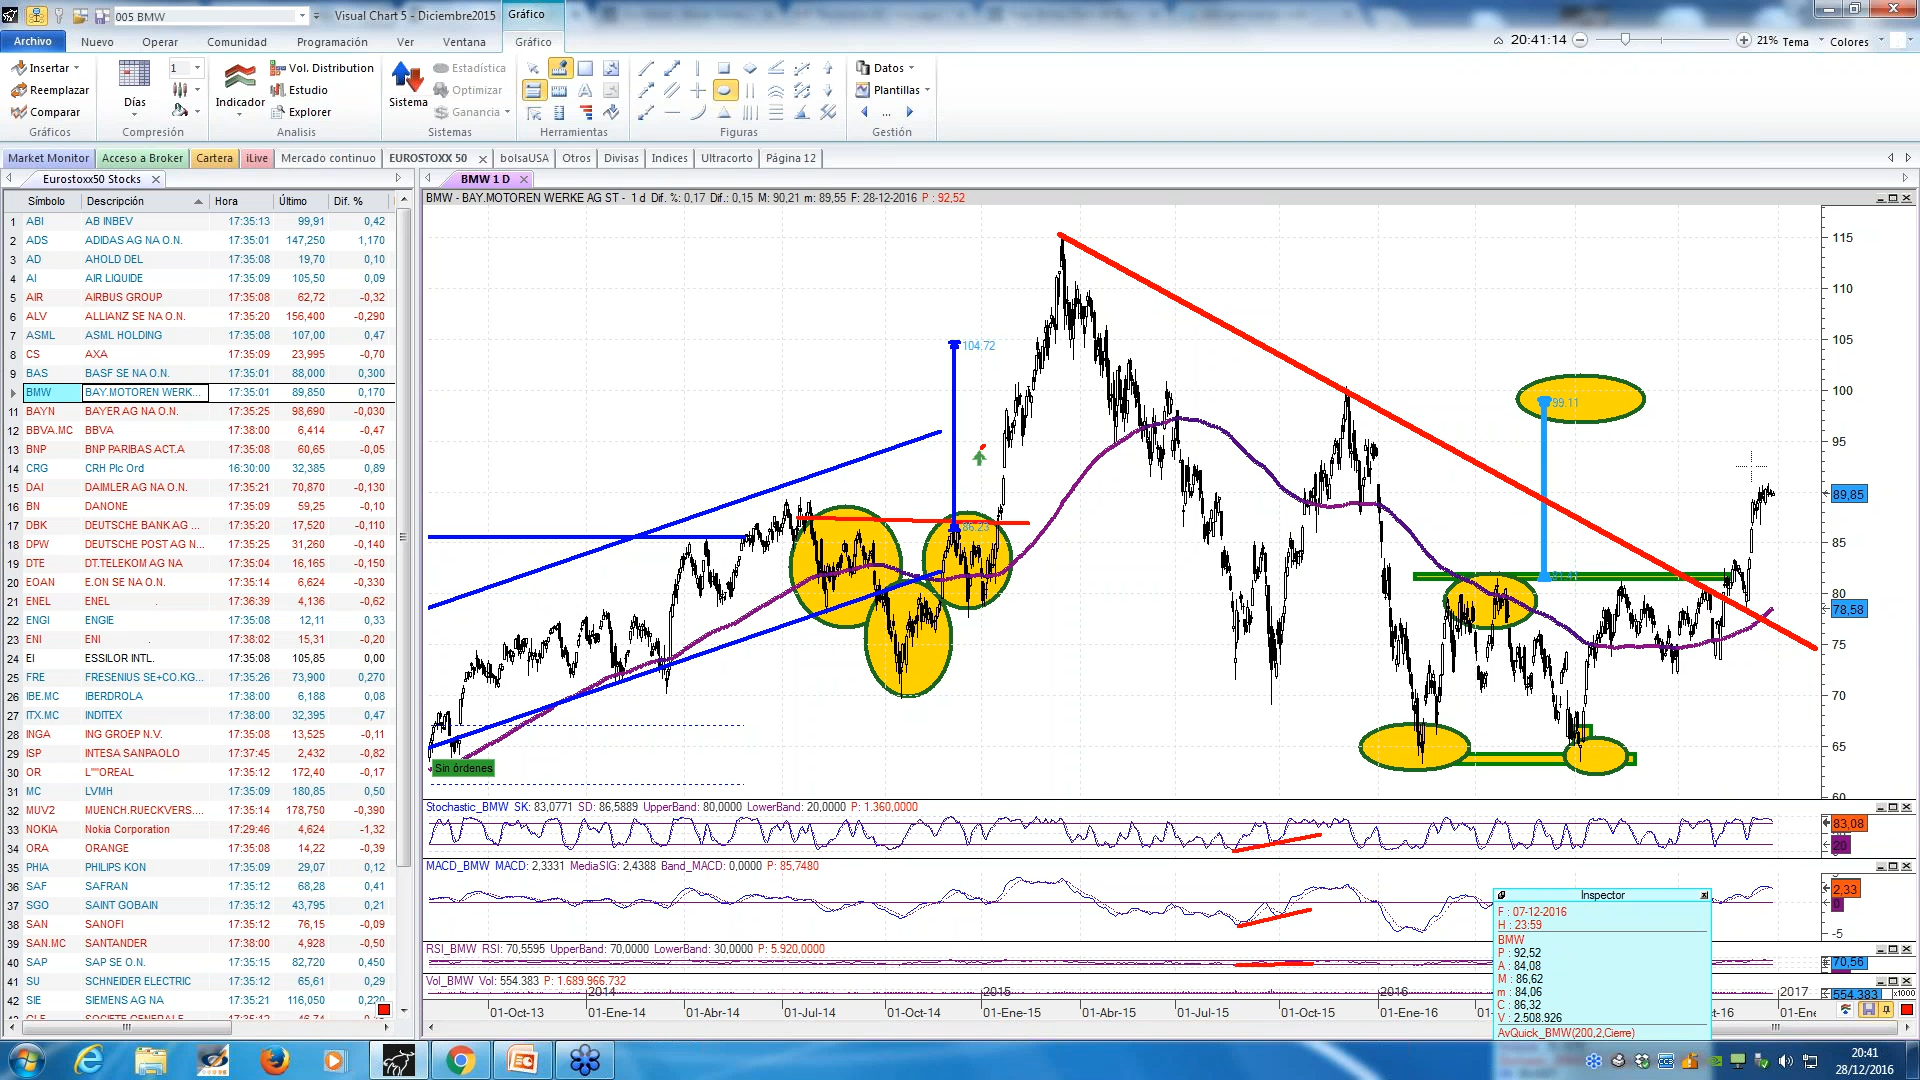 005 BMW
Visual Chart 5 - Diciembre2015
Gráfico
Archivo Nuevo Operar Comunidad Programación Ver Ventana Gráfico
20:41:14 21% Tema Colores
Insertar Reemplazar Comparar
Gráficos
Días 1
Compresión
Indicador Vol. Distribution Estudio Explorer
Analisis
Sistema Estadística Optimizar Ganancia
Sistemas
Herramientas
Figuras
Datos Plantillas ...
Gestión
Market Monitor Acceso a Broker Cartera iLive Mercado continuo EUROSTOXX 50 bolsaUSA Otros Divisas Indices Ultracorto Página 12
Eurostoxx50 Stocks
Símbolo Descripción Hora Último Dif. %
1 ABI AB INBEV 17:35:13 99,91 0,42
2 ADS ADIDAS AG NA O.N. 17:35:01 147,250 1,170
3 AD AHOLD DEL 17:35:08 19,70 0,10
4 AI AIR LIQUIDE 17:35:09 105,50 0,09
5 AIR AIRBUS GROUP 17:35:08 62,72 -0,32
6 ALV ALLIANZ SE NA O.N. 17:35:20 156,400 -0,290
7 ASML ASML HOLDING 17:35:08 107,00 0,47
8 CS AXA 17:35:09 23,995 -0,70
9 BAS BASF SE NA O.N. 17:35:01 88,000 0,300
BMW BAY.MOTOREN WERK... 17:35:01 89,850 0,170
11 BAYN BAYER AG NA O.N. 17:35:25 98,690 -0,030
12 BBVA.MC BBVA 17:38:00 6,414 -0,47
13 BNP BNP PARIBAS ACT.A 17:35:08 60,65 -0,05
14 CRG CRH Plc Ord 16:30:00 32,385 0,89
15 DAI DAIMLER AG NA O.N. 17:35:21 70,870 -0,130
16 BN DANONE 17:35:09 59,25 -0,10
17 DBK DEUTSCHE BANK AG ... 17:35:20 17,520 -0,110
18 DPW DEUTSCHE POST AG N... 17:35:25 31,260 -0,140
19 DTE DT.TELEKOM AG NA 17:35:04 16,165 -0,150
20 EOAN E.ON SE NA O.N. 17:35:14 6,624 -0,330
21 ENEL ENEL . 17:36:39 4,136 -0,62
22 ENGI ENGIE 17:35:08 12,11 0,33
23 ENI ENI . 17:38:02 15,31 -0,20
24 EI ESSILOR INTL. 17:35:08 105,85 0,00
25 FRE FRESENIUS SE+CO.KG... 17:35:26 73,900 0,270
26 IBE.MC IBERDROLA 17:38:00 6,188 0,08
27 ITX.MC INDITEX 17:38:00 32,395 0,47
28 INGA ING GROEP N.V. 17:35:08 13,525 -0,11
29 ISP INTESA SANPAOLO 17:37:45 2,432 -0,82
30 OR L""OREAL 17:35:12 172,40 -0,17
31 MC LVMH 17:35:09 180,85 0,50
32 MUV2 MUENCH.RUECKVERS.... 17:35:14 178,750 -0,390
33 NOKIA Nokia Corporation 17:29:46 4,624 -1,32
34 ORA ORANGE 17:35:08 14,22 -0,39
35 PHIA PHILIPS KON 17:35:09 29,07 0,12
36 SAF SAFRAN 17:35:12 68,28 0,41
37 SGO SAINT GOBAIN 17:35:12 43,795 0,21
38 SAN SANOFI 17:35:12 76,15 -0,09
39 SAN.MC SANTANDER 17:38:00 4,928 -0,50
40 SAP SAP SE O.N. 17:35:15 82,720 0,450
41 SU SCHNEIDER ELECTRIC 17:35:12 65,61 0,29
42 SIE SIEMENS AG NA 17:35:21 116,050 0,220
BMW 1 D
BMW - BAY.MOTOREN WERKE AG ST - 1 d Dif. %: 0,17 Dif.: 0,15 M: 90,21 m: 89,55 F: 28-12-2016 P : 92,52
115
110
105
104,72
100
99,11
95
89,85
86,23
85
80
78,58
75
70
65
60
Sin órdenes
Stochastic_BMW SK: 83,0771 SD: 86,5889 UpperBand: 80,0000 LowerBand: 20,0000 P: 1.360,0000
83,08
20
MACD_BMW MACD: 2,3331 MediaSIG: 2,4388 Band_MACD: 0,0000 P: 85,7480
2,33
0
-5
RSI_BMW RSI: 70,5595 UpperBand: 70,0000 LowerBand: 30,0000 P: 5.920,0000
70,56
Vol_BMW Vol: 554.383 P: 1.689.966.732
554.383 x1000
2014 2015 2016 2017
01-Oct-13 01-Ene-14 01-Abr-14 01-Jul-14 01-Oct-14 01-Ene-15 01-Abr-15 01-Jul-15 01-Oct-15 01-Ene-16 ct-16 01-Ene
Inspector
F : 07-12-2016
H : 23:59
BMW
P : 92,52
A : 84,08
M : 86,62
m : 84,06
C : 86,32
V : 2.508.926
AvQuick_BMW(200,2,Cierre)
20:41
28/12/2016